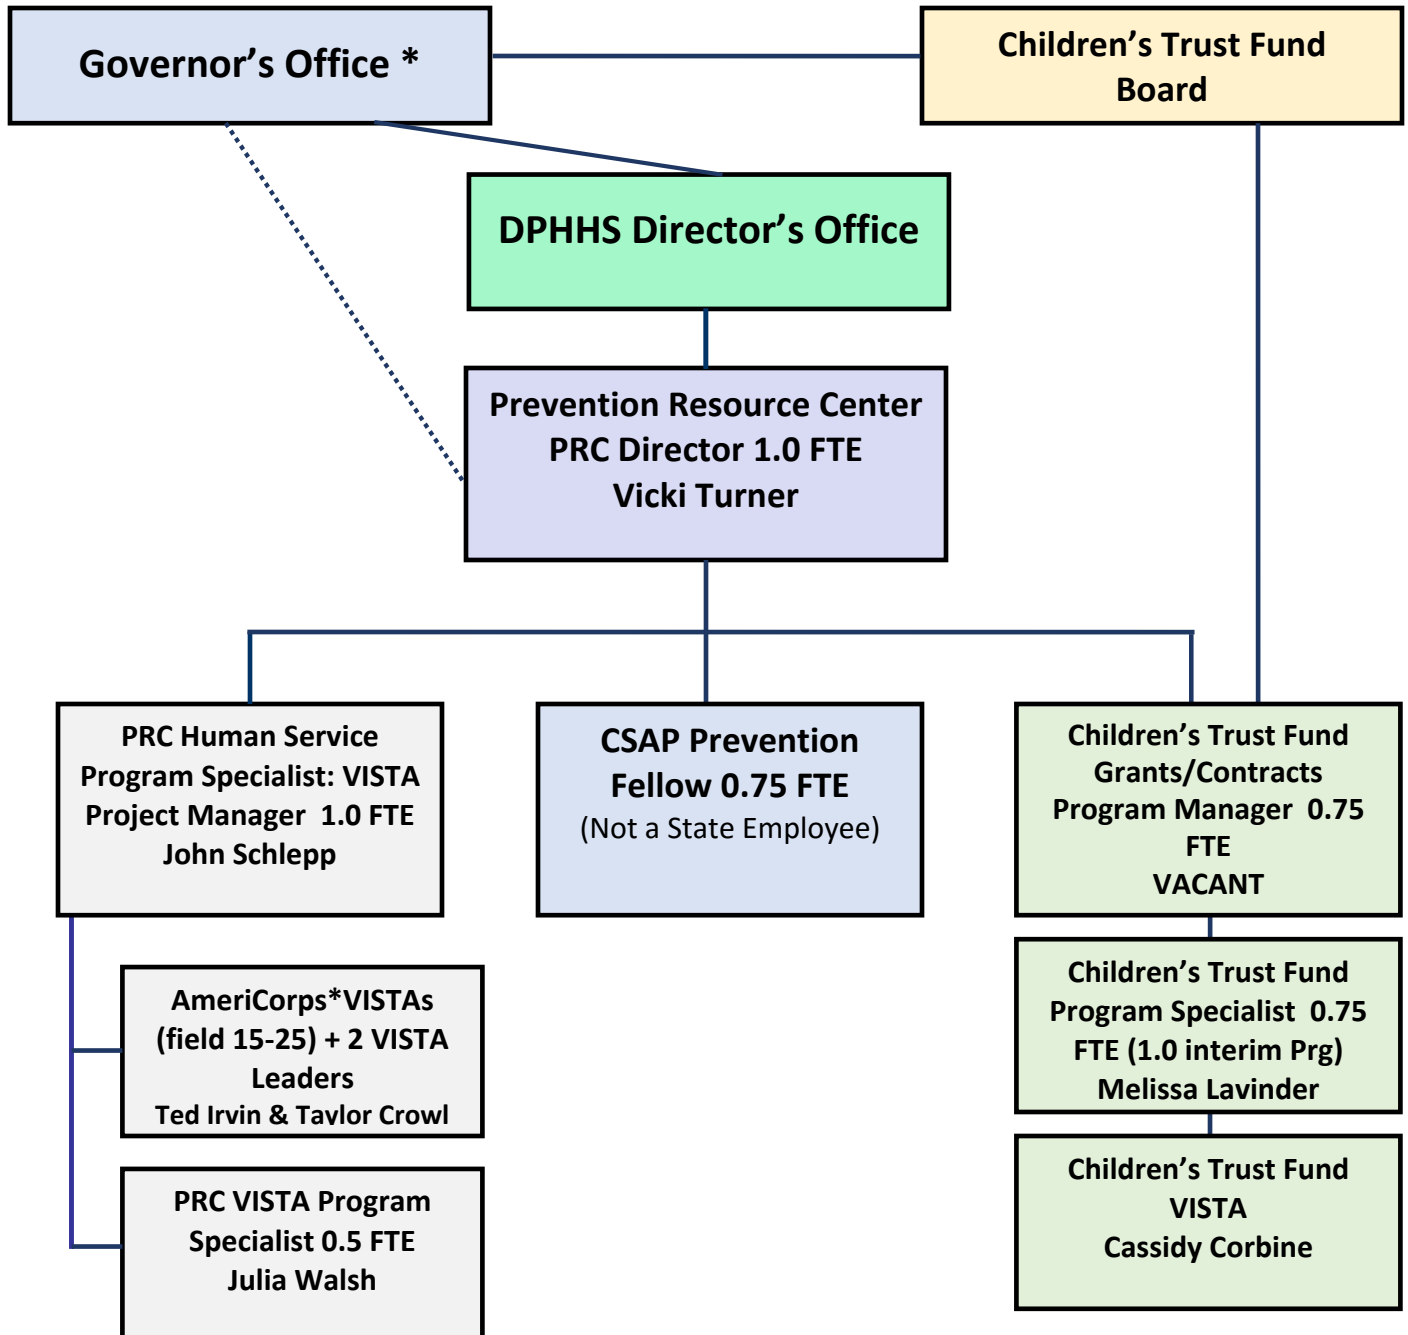 Governor's Office *
Children's Trust Fund
Board
DPHHS Director's Office
Prevention Resource Center
PRC Director 1.0 FTE
Vicki Turner
PRC Human Service
Program Specialist: VISTA
Project Manager 1.0 FTE
John Schlepp
CSAP Prevention
Fellow 0.75 FTE
(Not a State Employee)
Children's Trust Fund
Grants/Contracts
Program Manager 0.75
FTE
VACANT
AmeriCorps*VISTAs
(field 15-25) + 2 VISTA
Leaders
Ted Irvin & Taylor Crowl
PRC VISTA Program
Specialist 0.5 FTE
Julia Walsh
Children's Trust Fund
Program Specialist 0.75
FTE (1.0 interim Prg)
Melissa Lavinder
Children's Trust Fund
VISTA
Cassidy Corbine